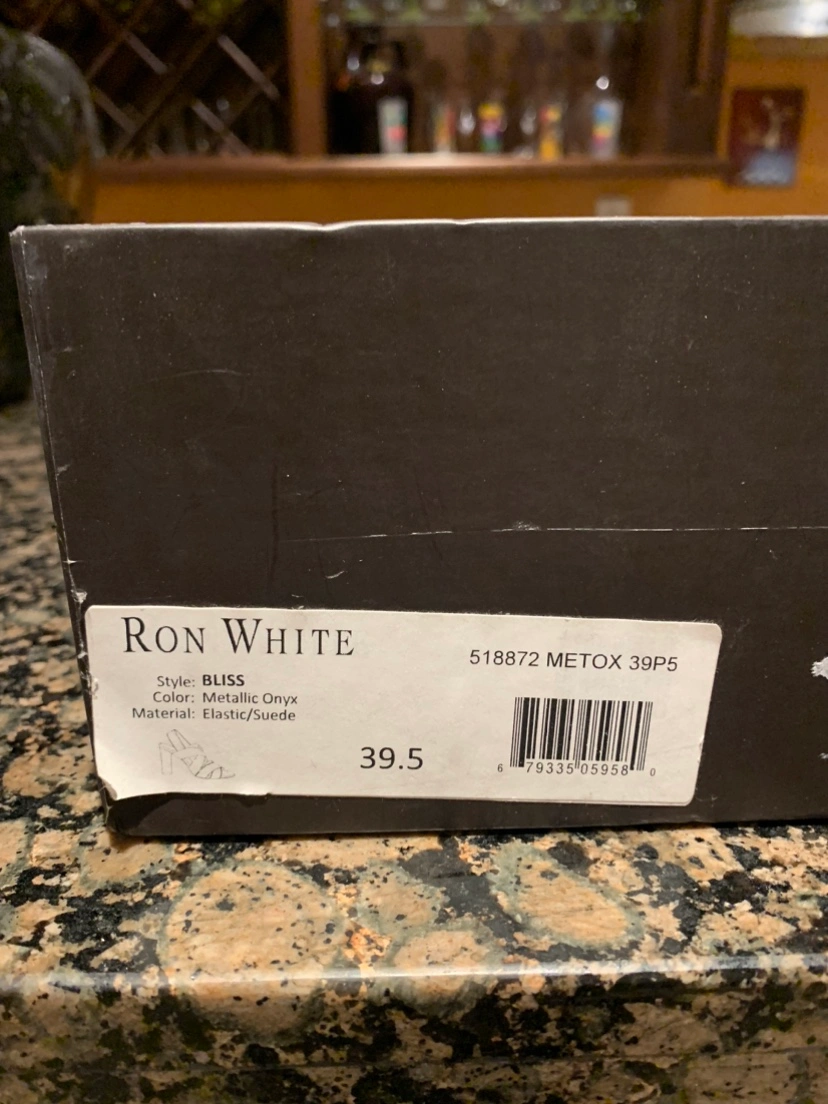 RON WHITE
518872 METOX 39P5
Style: BLISS
Color: Metallic Onyx
Material: Elastic/Suede
39.5
6 79335 05958 0